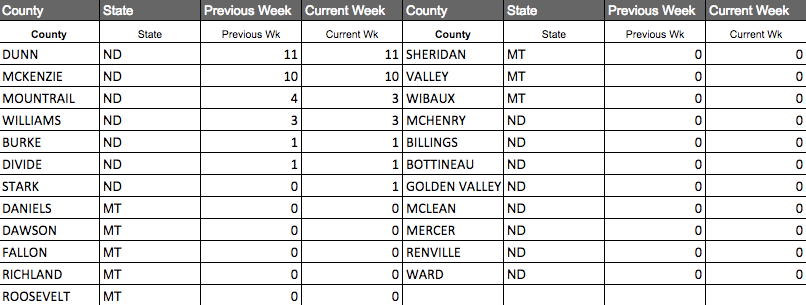 County State Previous Week Current Week County State Previous Week Current Week
County State Previous Wk Current Wk County State Previous Wk Current Wk
DUNN ND 11 11 SHERIDAN MT 0 0
MCKENZIE ND 10 10 VALLEY MT 0 0
MOUNTRAIL ND 4 3 WIBAUX MT 0 0
WILLIAMS ND 3 3 MCHENRY ND 0 0
BURKE ND 1 1 BILLINGS ND 0 0
DIVIDE ND 1 1 BOTTINEAU ND 0 0
STARK ND 0 1 GOLDEN VALLEY ND 0 0
DANIELS MT 0 0 MCLEAN ND 0 0
DAWSON MT 0 0 MERCER ND 0 0
FALLON MT 0 0 RENVILLE ND 0 0
RICHLAND MT 0 0 WARD ND 0 0
ROOSEVELT MT 0 0